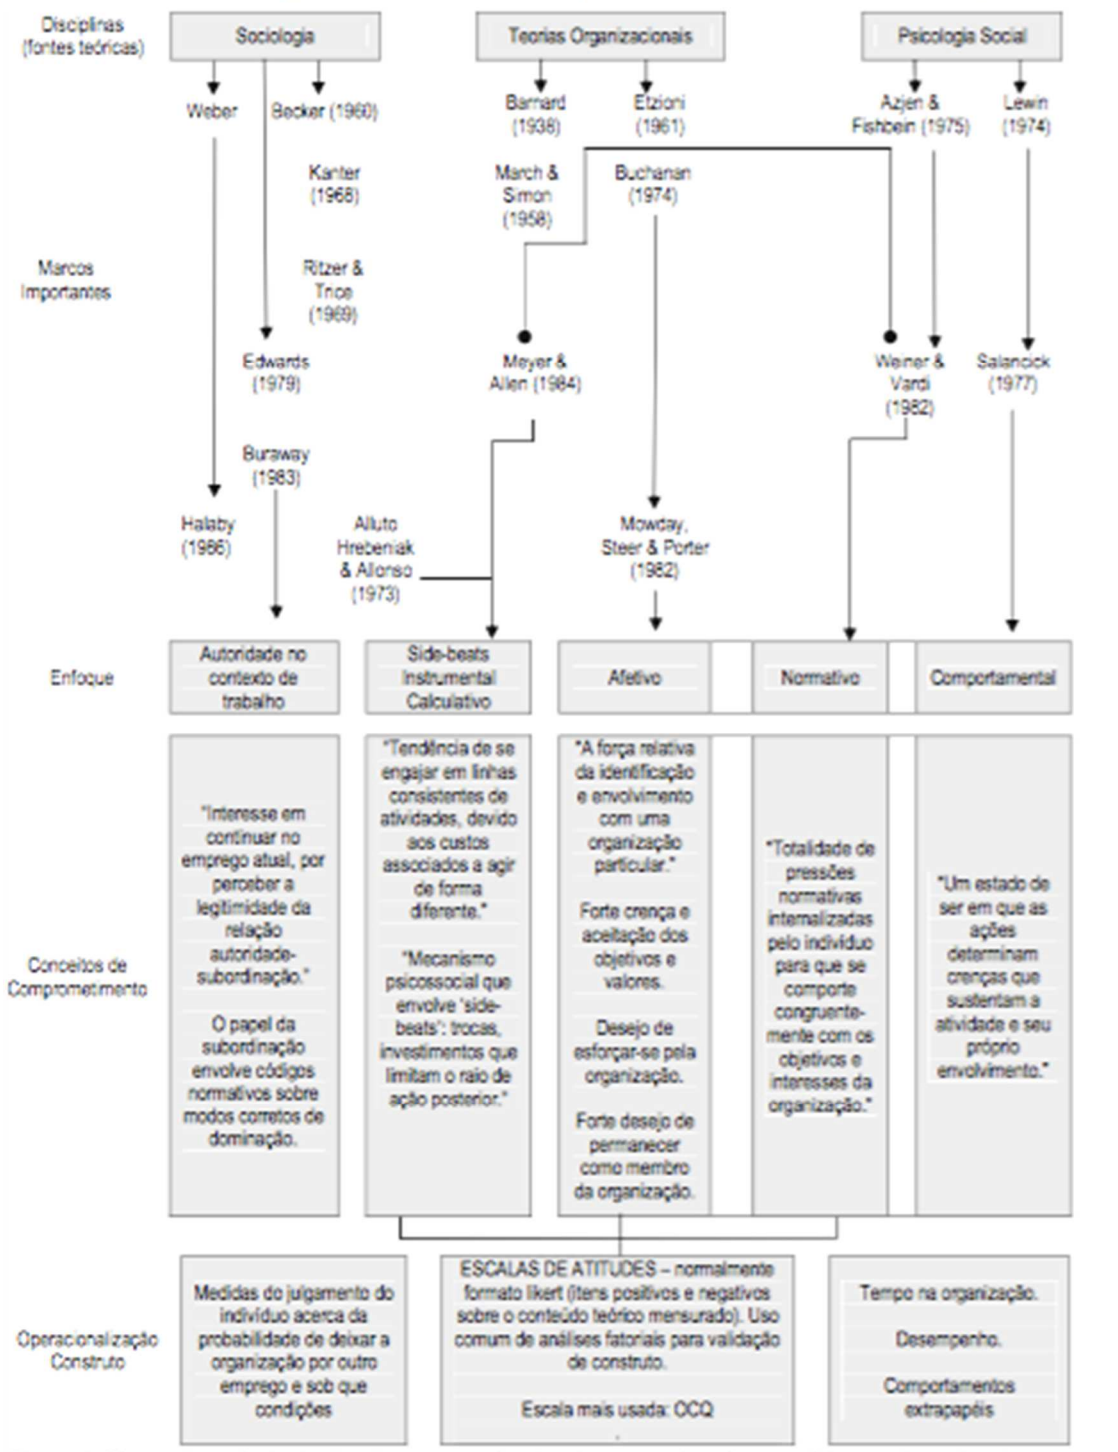 Disciplinas
(fontes teóricas)
Sociologia
Teorias Organizacionais
Psicologia Social
Weber
Becker (1960)
Barnard
(1938)
Etzioni
(1961)
Azjen &
Fishbein (1975)
Lewin
(1974)
Kanter
(1968)
March &
Simon
(1958)
Buchanan
(1974)
Marcos
Importantes
Ritzer &
Trice
(1969)
Edwards
(1979)
Meyer &
Allen (1984)
Weiner &
Vardi
(1982)
Salancick
(1977)
Buraway
(1983)
Halaby
(1986)
Alluto
Hrebeniak
& Allonso
(1973)
Mowday,
Steer & Porter
(1982)
Enfoque
Autoridade no
contexto de
trabalho
Side-beats
Instrumental
Calculativo
Afetivo
Normativo
Comportamental
Conceitos de
Comprometimento
"Interesse em
continuar no
emprego atual, por
perceber a
legitimidade da
relação
autoridade-
subordinação."
O papel da
subordinação
envolve códigos
normativos sobre
modos corretos de
dominação.
"Tendência de se
engajar em linhas
consistentes de
atividades, devido
aos custos
associados a agir
de forma
diferente."
"Mecanismo
psicossocial que
envolve 'side-
beats': trocas,
investimentos que
limitam o raio de
ação posterior."
"A força relativa
da identificação
e envolvimento
com uma
organização
particular."
Forte crença e
aceitação dos
objetivos e
valores.
Desejo de
esforçar-se pela
organização.
Forte desejo de
permanecer
como membro
da organização.
"Totalidade de
pressões
normativas
internalizadas
pelo indivíduo
para que se
comporte
congruente-
mente com os
objetivos e
interesses da
organização."
"Um estado de
ser em que as
ações
determinam
crenças que
sustentam a
atividade e seu
próprio
envolvimento."
Operacionalização
Construto
Medidas do julgamento do
indivíduo acerca da
probabilidade de deixar a
organização por outro
emprego e sob que
condições
ESCALAS DE ATITUDES – normalmente
formato likert (itens positivos e negativos
sobre o conteúdo teórico mensurado). Uso
comum de análises fatoriais para validação
de construto.
Escala mais usada: OCQ
.
Tempo na organização.
Desempenho.
Comportamentos
extrapapéis